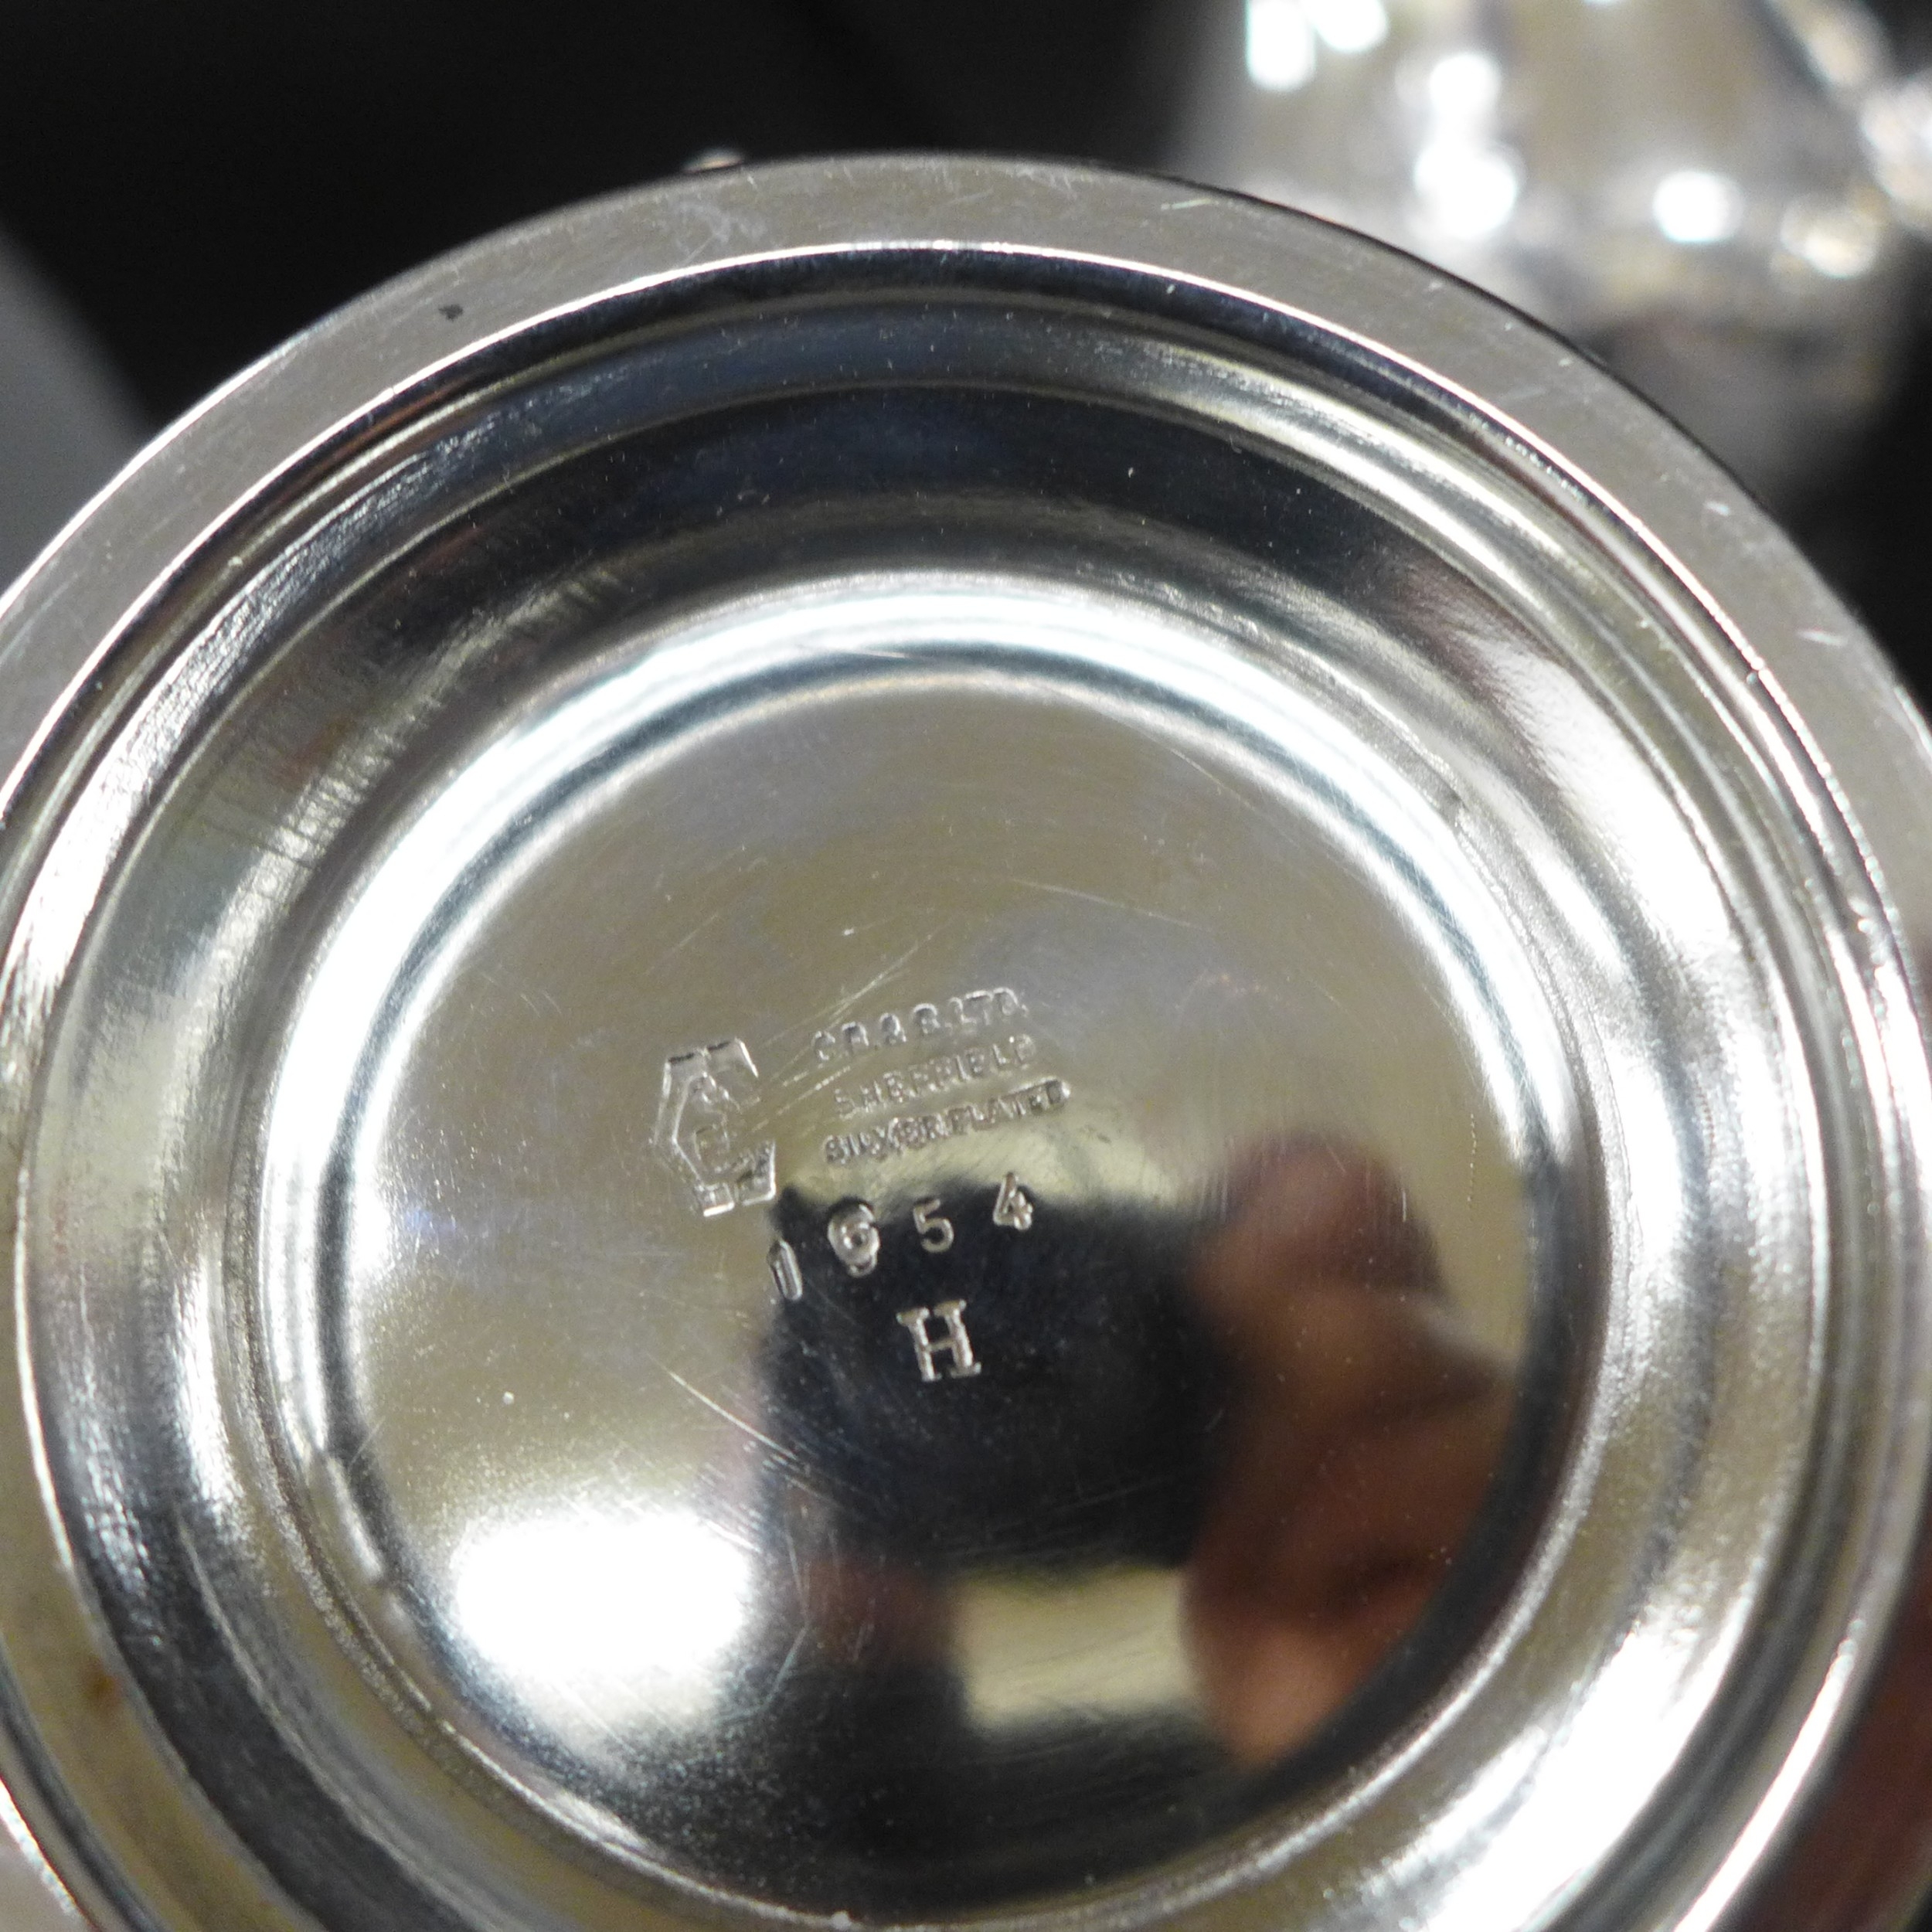 C.R.& S.LTD.
SHEFFIELD
SILVER PLATED
1654
H